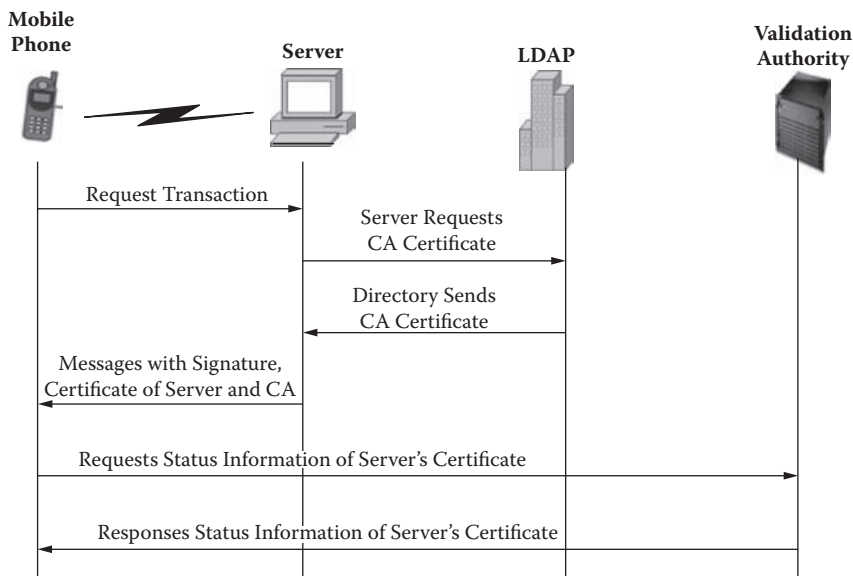 Mobile
Phone
Server
LDAP
Validation
Authority
Request Transaction
Server Requests
CA Certificate
Directory Sends
CA Certificate
Messages with Signature,
Certificate of Server and CA
Requests Status Information of Server's Certificate
Responses Status Information of Server's Certificate